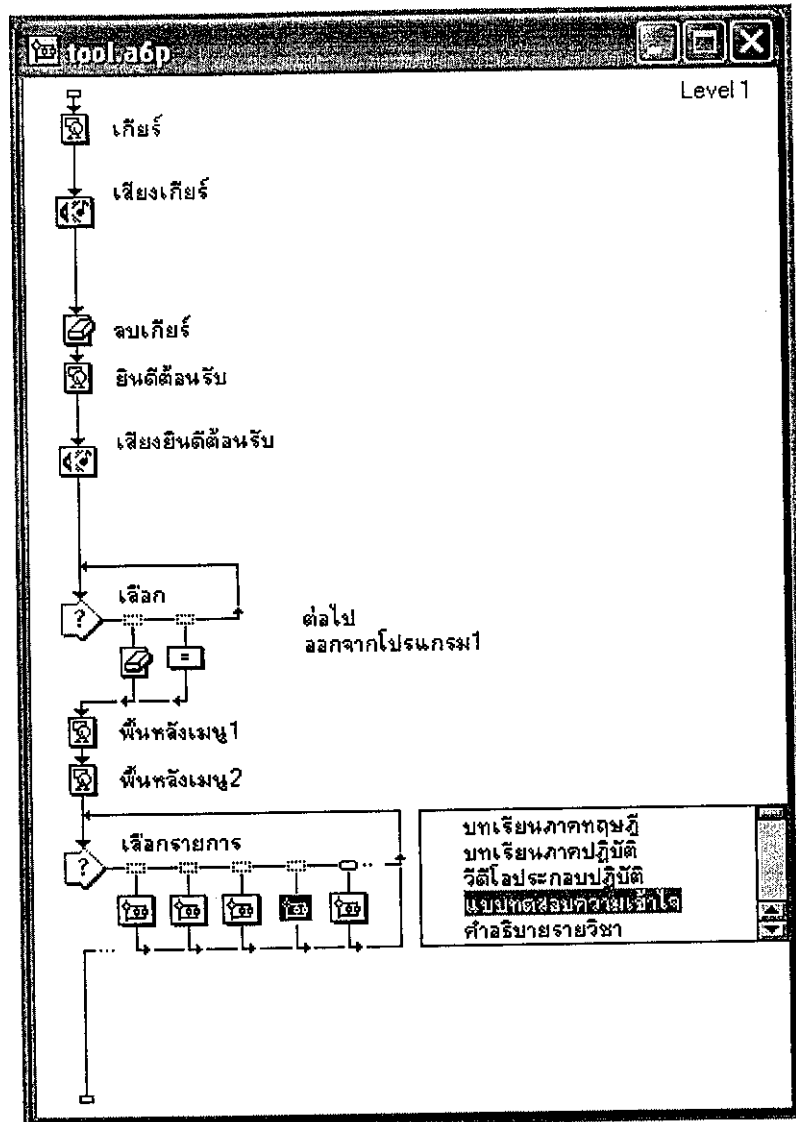 tool.a6p
Level 1
เกียร์
เสียงเกียร์
ลบเกียร์
ยินดีต้อนรับ
เสียงยินดีต้อนรับ
เลือก
ต่อไป
ออกจากโปรแกรม1
พื้นหลังเมนู1
พื้นหลังเมนู2
เลือกรายการ
บทเรียนภาคทฤษฎี
บทเรียนภาคปฏิบัติ
วีดีโอประกอบปฏิบัติ
แบบทดสอบความเข้าใจ
คำอธิบายรายวิชา